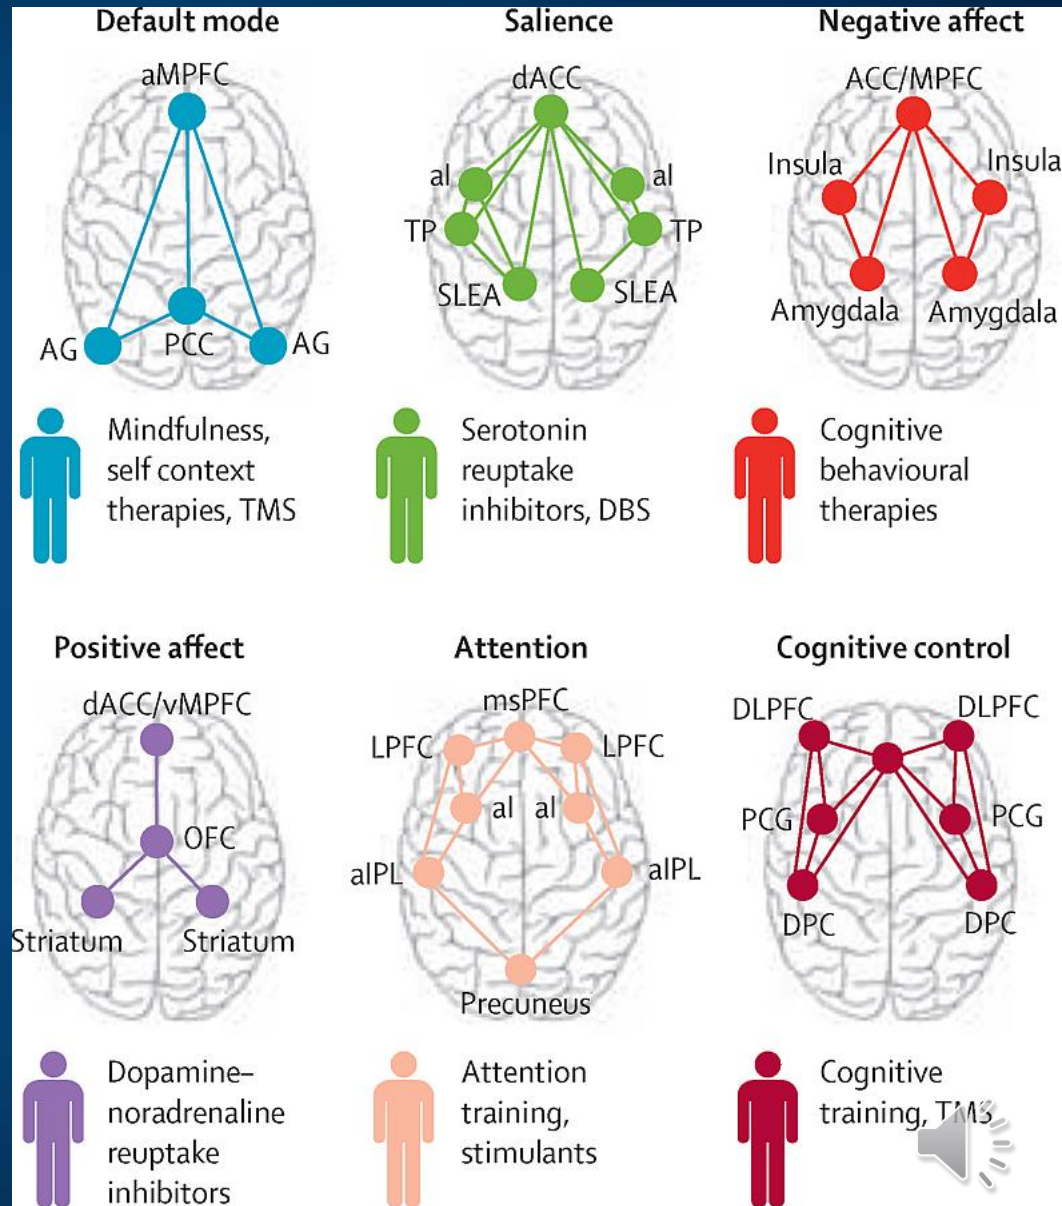 Default mode
aMPFC
AG
PCC
AG
Mindfulness,
self context
therapies, TMS
Salience
dACC
aI
aI
TP
TP
SLEA
SLEA
Serotonin
reuptake
inhibitors, DBS
Negative affect
ACC/MPFC
Insula
Insula
Amygdala
Amygdala
Cognitive
behavioural
therapies
Positive affect
dACC/vMPFC
OFC
Striatum
Striatum
Dopamine–
noradrenaline
reuptake
inhibitors
Attention
msPFC
LPFC
LPFC
aI
aI
aIPL
aIPL
Precuneus
Attention
training,
stimulants
Cognitive control
DLPFC
DLPFC
PCG
PCG
DPC
DPC
Cognitive
training, TMS